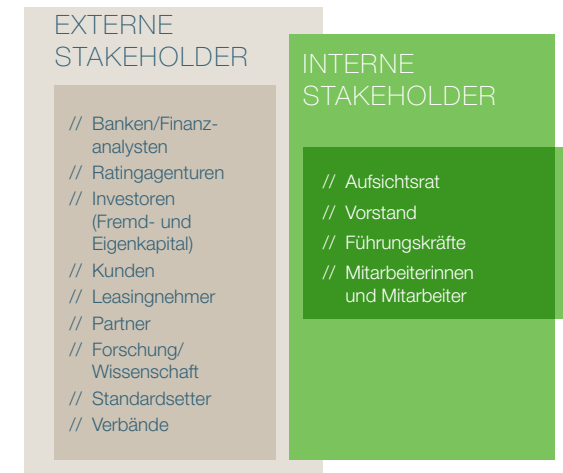 EXTERNE
STAKEHOLDER
// Banken/Finanz-
analysten
// Ratingagenturen
// Investoren
(Fremd- und
Eigenkapital)
// Kunden
// Leasingnehmer
// Partner
// Forschung/
Wissenschaft
// Standardsetter
// Verbände
INTERNE
STAKEHOLDER
// Aufsichtsrat
// Vorstand
// Führungskräfte
// Mitarbeiterinnen
und Mitarbeiter